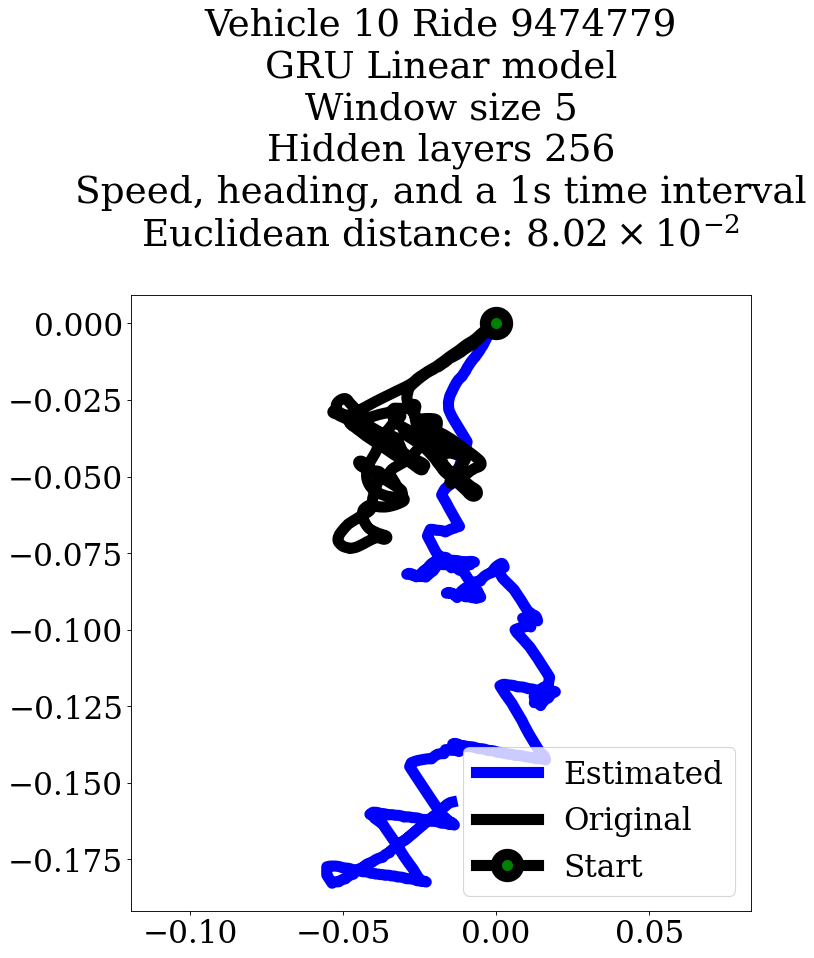 Vehicle 10 Ride 9474779
GRU Linear model
Window size 5
Hidden layers 256
Speed, heading, and a 1s time interval
Euclidean distance: 8.02 × 10⁻²
0.000
−0.025
−0.050
−0.075
−0.100
−0.125
−0.150
−0.175
Estimated
Original
Start
−0.10
−0.05
0.00
0.05